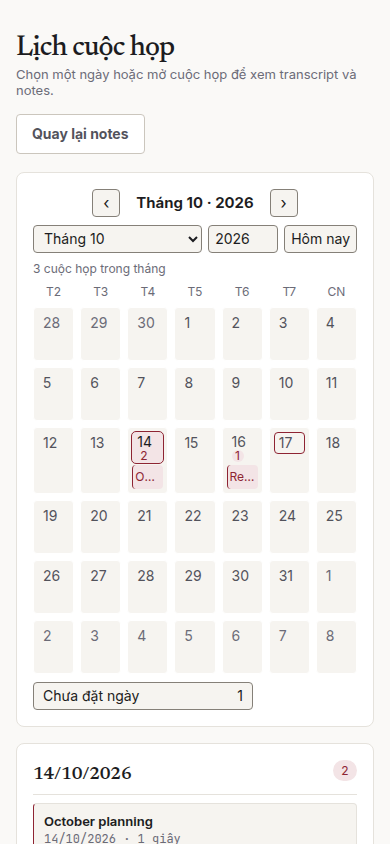 Lịch cuộc họp
Chọn một ngày hoặc mở cuộc họp để xem transcript và
notes.
Quay lại notes
‹ Tháng 10 · 2026 ›
Tháng 10 2026 Hôm nay
3 cuộc họp trong tháng
T2 T3 T4 T5 T6 T7 CN
28 29 30 1 2 3 4
5 6 7 8 9 10 11
12 13 14 15 16 17 18
2 1
O... Re...
19 20 21 22 23 24 25
26 27 28 29 30 31 1
2 3 4 5 6 7 8
Chưa đặt ngày 1
14/10/2026 2
October planning
14/10/2026 · 1 giây